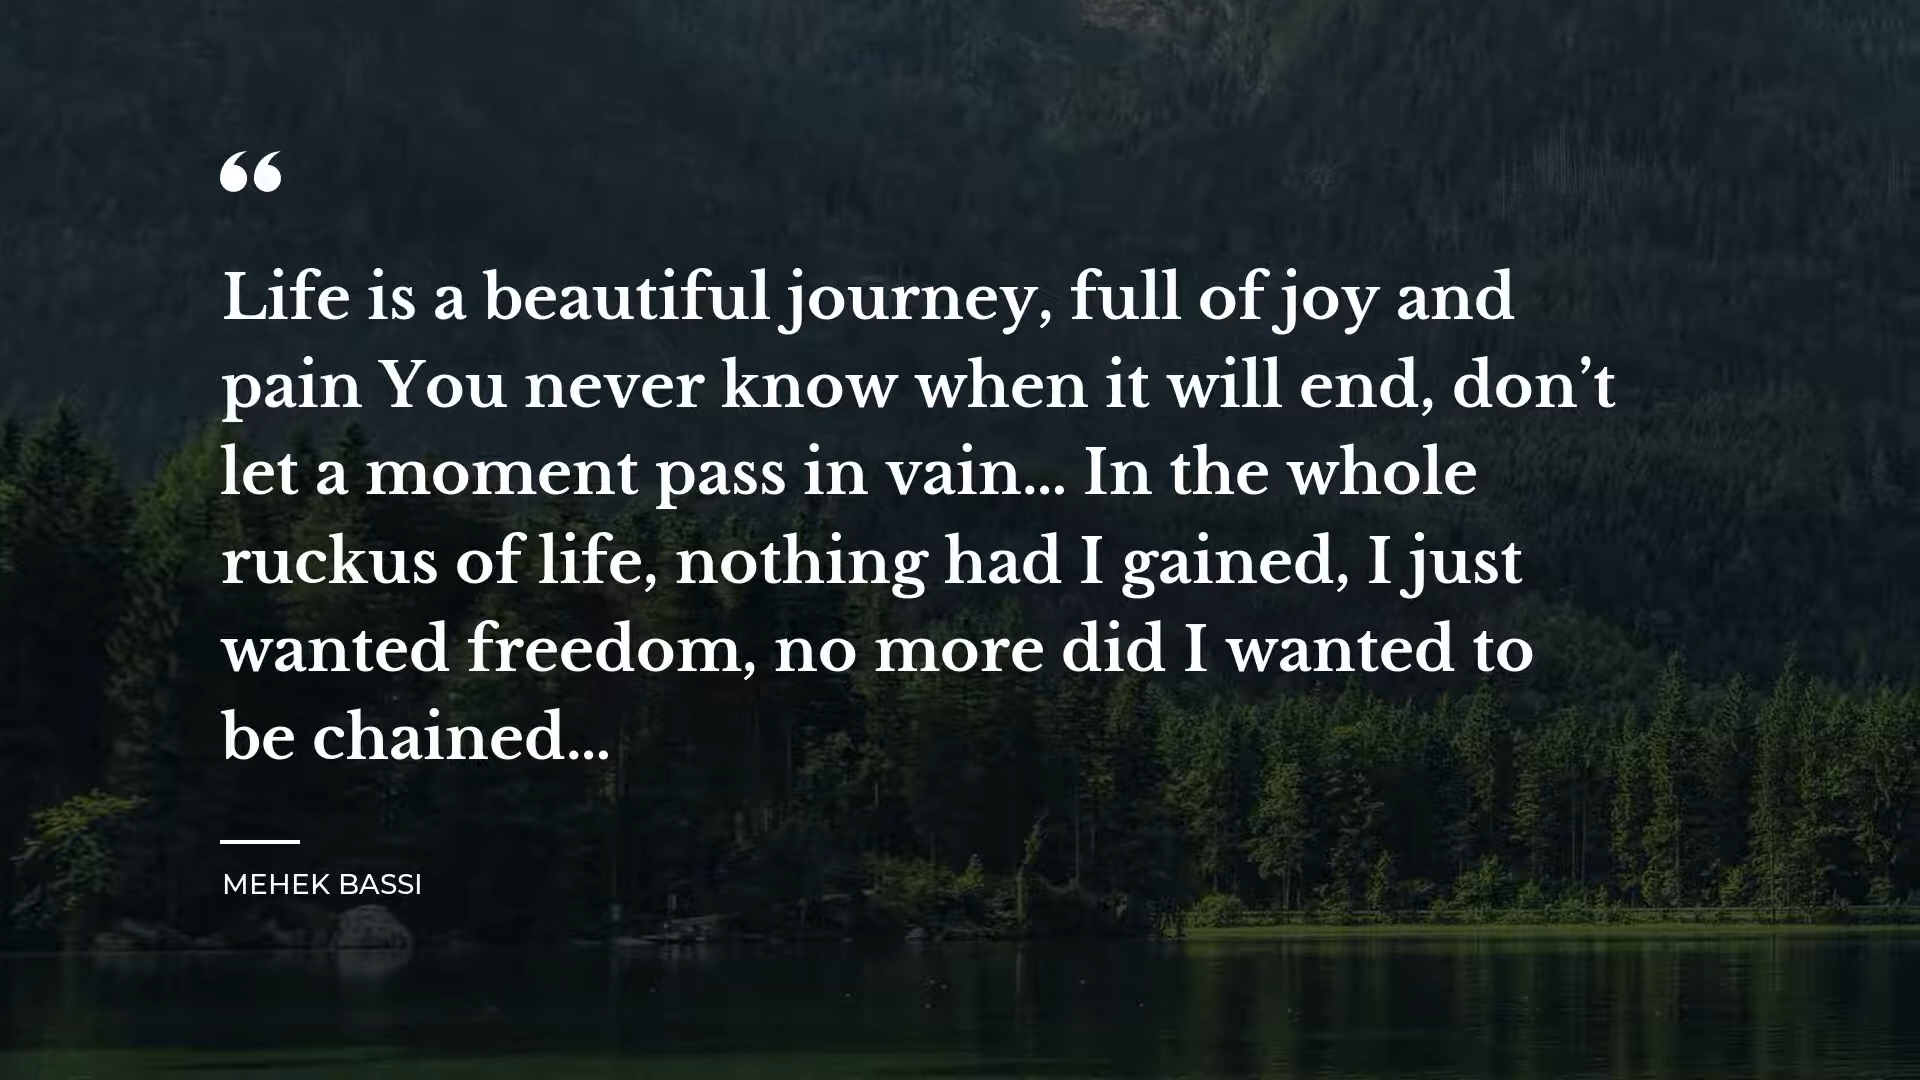 “
Life is a beautiful journey, full of joy and
pain You never know when it will end, don’t
let a moment pass in vain... In the whole
ruckus of life, nothing had I gained, I just
wanted freedom, no more did I wanted to
be chained...
MEHEK BASSI